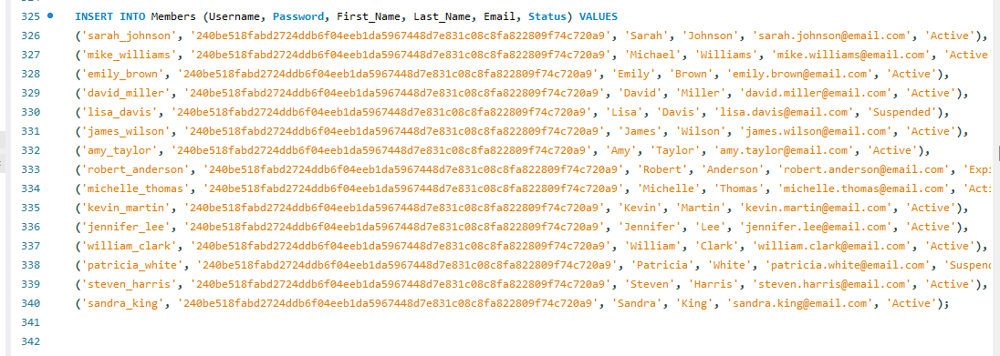 325 INSERT INTO Members (Username, Password, First_Name, Last_Name, Email, Status) VALUES
326 ('sarah_johnson', '240be518fabd2724ddb6f04eeb1da5967448d7e831c08c8fa822809f74c720a9', 'Sarah', 'Johnson', 'sarah.johnson@email.com', 'Active'),
327 ('mike_williams', '240be518fabd2724ddb6f04eeb1da5967448d7e831c08c8fa822809f74c720a9', 'Michael', 'Williams', 'mike.williams@email.com', 'Active
328 ('emily_brown', '240be518fabd2724ddb6f04eeb1da5967448d7e831c08c8fa822809f74c720a9', 'Emily', 'Brown', 'emily.brown@email.com', 'Active'),
329 ('david_miller', '240be518fabd2724ddb6f04eeb1da5967448d7e831c08c8fa822809f74c720a9', 'David', 'Miller', 'david.miller@email.com', 'Active'),
330 ('lisa_davis', '240be518fabd2724ddb6f04eeb1da5967448d7e831c08c8fa822809f74c720a9', 'Lisa', 'Davis', 'lisa.davis@email.com', 'Suspended'),
331 ('james_wilson', '240be518fabd2724ddb6f04eeb1da5967448d7e831c08c8fa822809f74c720a9', 'James', 'Wilson', 'james.wilson@email.com', 'Active'),
332 ('amy_taylor', '240be518fabd2724ddb6f04eeb1da5967448d7e831c08c8fa822809f74c720a9', 'Amy', 'Taylor', 'amy.taylor@email.com', 'Active'),
333 ('robert_anderson', '240be518fabd2724ddb6f04eeb1da5967448d7e831c08c8fa822809f74c720a9', 'Robert', 'Anderson', 'robert.anderson@email.com', 'Expi
334 ('michelle_thomas', '240be518fabd2724ddb6f04eeb1da5967448d7e831c08c8fa822809f74c720a9', 'Michelle', 'Thomas', 'michelle.thomas@email.com', 'Acti
335 ('kevin_martin', '240be518fabd2724ddb6f04eeb1da5967448d7e831c08c8fa822809f74c720a9', 'Kevin', 'Martin', 'kevin.martin@email.com', 'Active'),
336 ('jennifer_lee', '240be518fabd2724ddb6f04eeb1da5967448d7e831c08c8fa822809f74c720a9', 'Jennifer', 'Lee', 'jennifer.lee@email.com', 'Active'),
337 ('william_clark', '240be518fabd2724ddb6f04eeb1da5967448d7e831c08c8fa822809f74c720a9', 'William', 'Clark', 'william.clark@email.com', 'Active'),
338 ('patricia_white', '240be518fabd2724ddb6f04eeb1da5967448d7e831c08c8fa822809f74c720a9', 'Patricia', 'White', 'patricia.white@email.com', 'Suspend
339 ('steven_harris', '240be518fabd2724ddb6f04eeb1da5967448d7e831c08c8fa822809f74c720a9', 'Steven', 'Harris', 'steven.harris@email.com', 'Active'),
340 ('sandra_king', '240be518fabd2724ddb6f04eeb1da5967448d7e831c08c8fa822809f74c720a9', 'Sandra', 'King', 'sandra.king@email.com', 'Active');
341
342